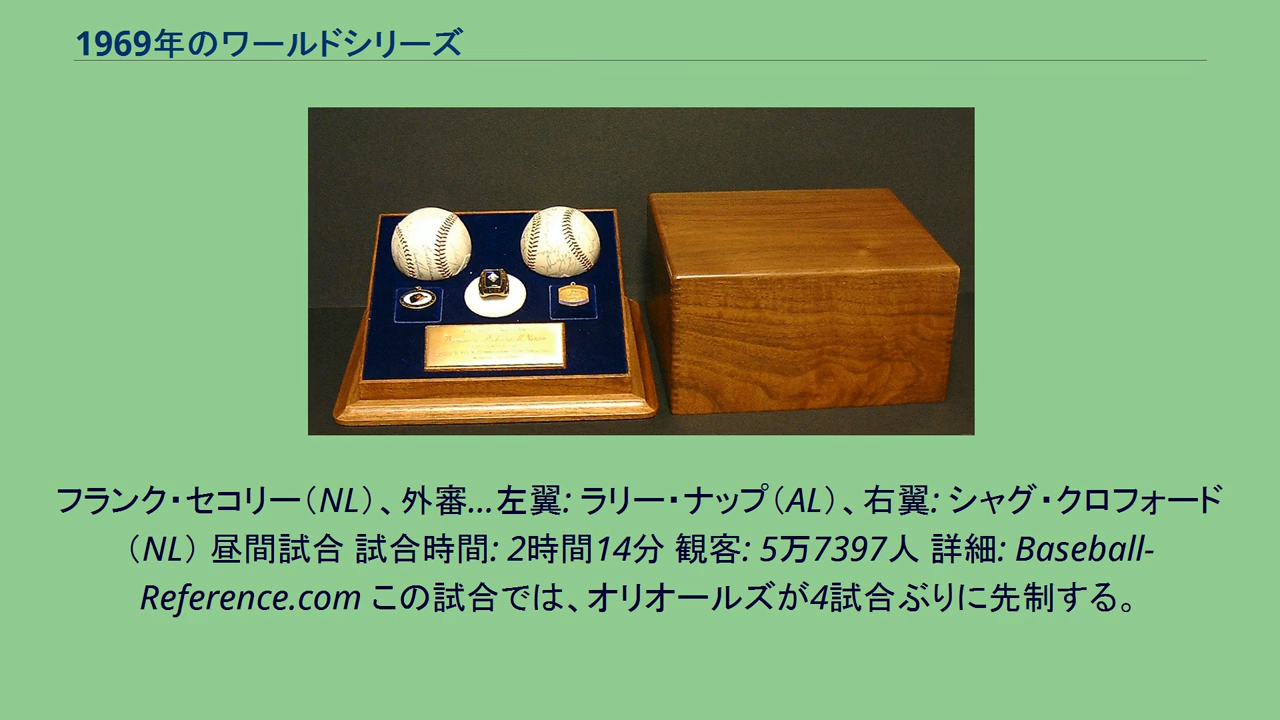 1969年のワールドシリーズ
フランク・セコリー（NL）、外審…左翼: ラリー・ナップ（AL）、右翼: シャグ・クロフォード
（NL） 昼間試合 試合時間: 2時間14分 観客: 5万7397人 詳細: Baseball-
Reference.com この試合では、オリオールズが4試合ぶりに先制する。